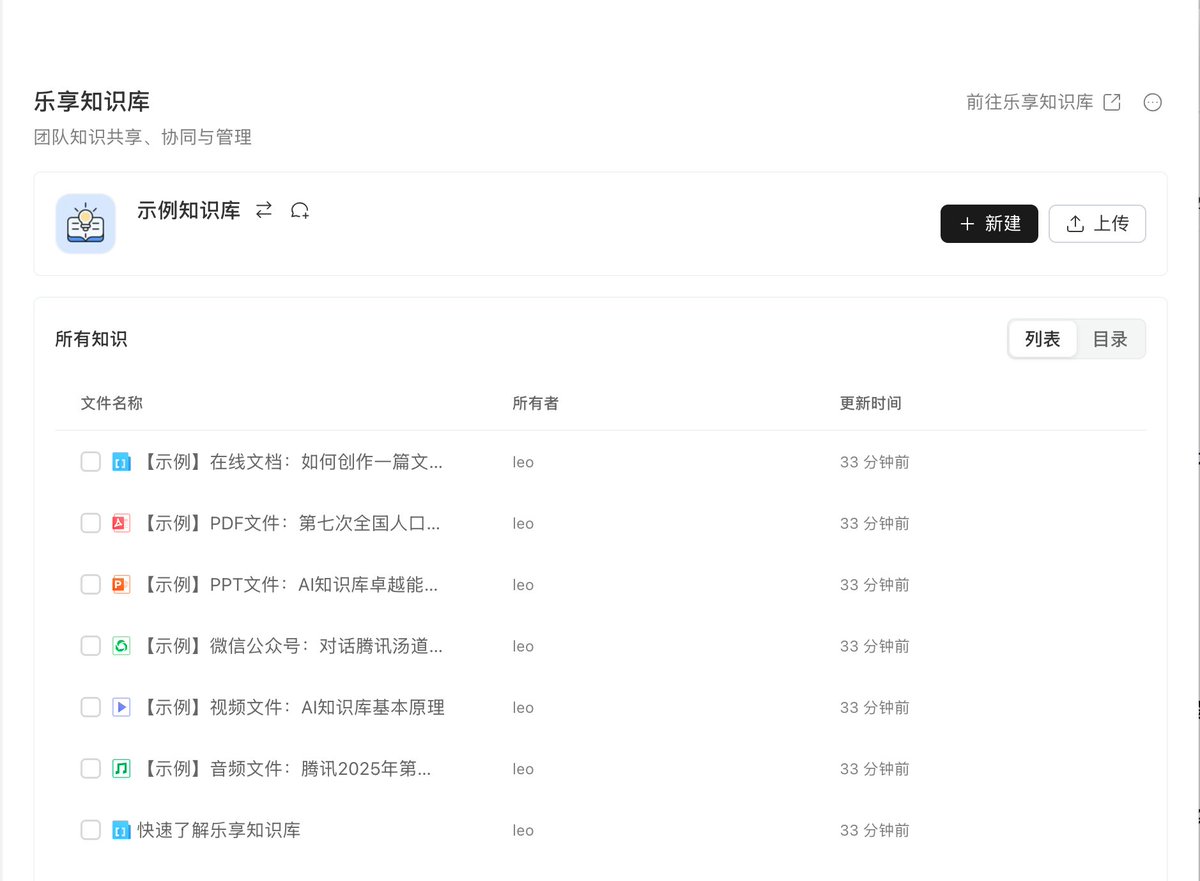 乐享知识库
前往乐享知识库
团队知识共享、协同与管理
示例知识库
新建
上传
所有知识
列表
目录
文件名称 所有者 更新时间
【示例】在线文档：如何创作一篇文... leo 33 分钟前
【示例】PDF文件：第七次全国人口... leo 33 分钟前
【示例】PPT文件：AI知识库卓越能... leo 33 分钟前
【示例】微信公众号：对话腾讯汤道... leo 33 分钟前
【示例】视频文件：AI知识库基本原理 leo 33 分钟前
【示例】音频文件：腾讯2025年第... leo 33 分钟前
快速了解乐享知识库 leo 33 分钟前